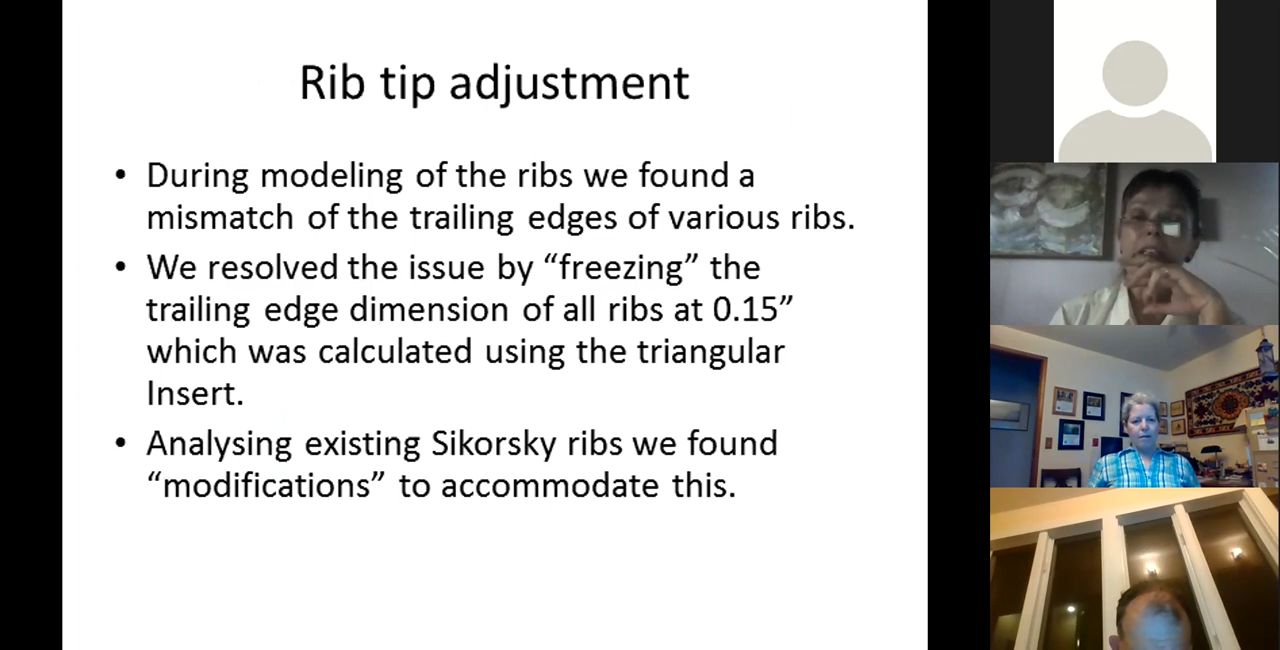 Rib tip adjustment
• During modeling of the ribs we found a
mismatch of the trailing edges of various ribs.
• We resolved the issue by “freezing” the
trailing edge dimension of all ribs at 0.15”
which was calculated using the triangular
Insert.
• Analysing existing Sikorsky ribs we found
“modifications” to accommodate this.